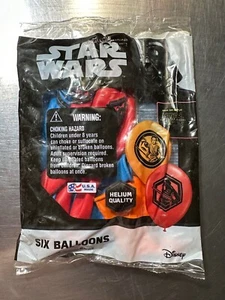 STAR
WARS
WARNING:
CHOKING HAZARD
Children under 8 years
can choke or suffocate on
uninflated or broken balloons.
Adult supervision required.
Keep uninflated balloons
from children. Discard broken
balloons at once.
U.S.A.
HELIUM
QUALITY
SIX BALLOONS
Disney